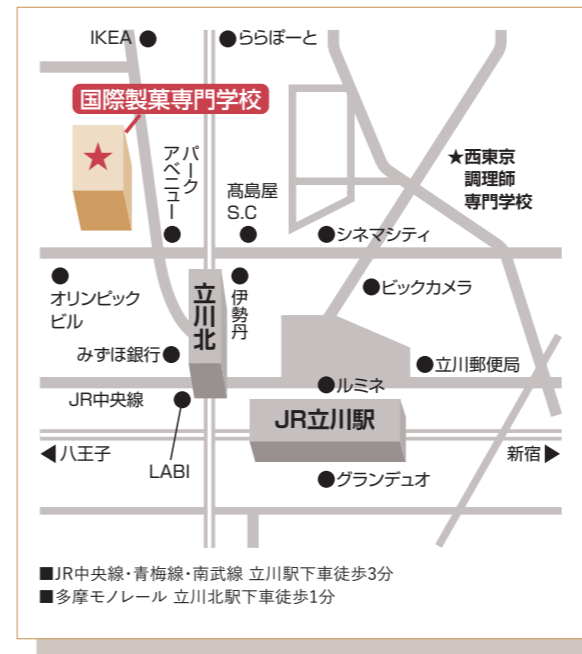 IKEA
ららぽーと
国際製菓専門学校
★西東京
調理師
専門学校
パーク
アベニュー
髙島屋
S.C
シネマシティ
オリンピック
ビル
立川北
伊勢丹
ビックカメラ
みずほ銀行
立川郵便局
JR中央線
ルミネ
JR立川駅
◀八王子
新宿▶
LABI
グランデュオ
■JR中央線・青梅線・南武線 立川駅下車徒歩3分
■多摩モノレール 立川北駅下車徒歩1分